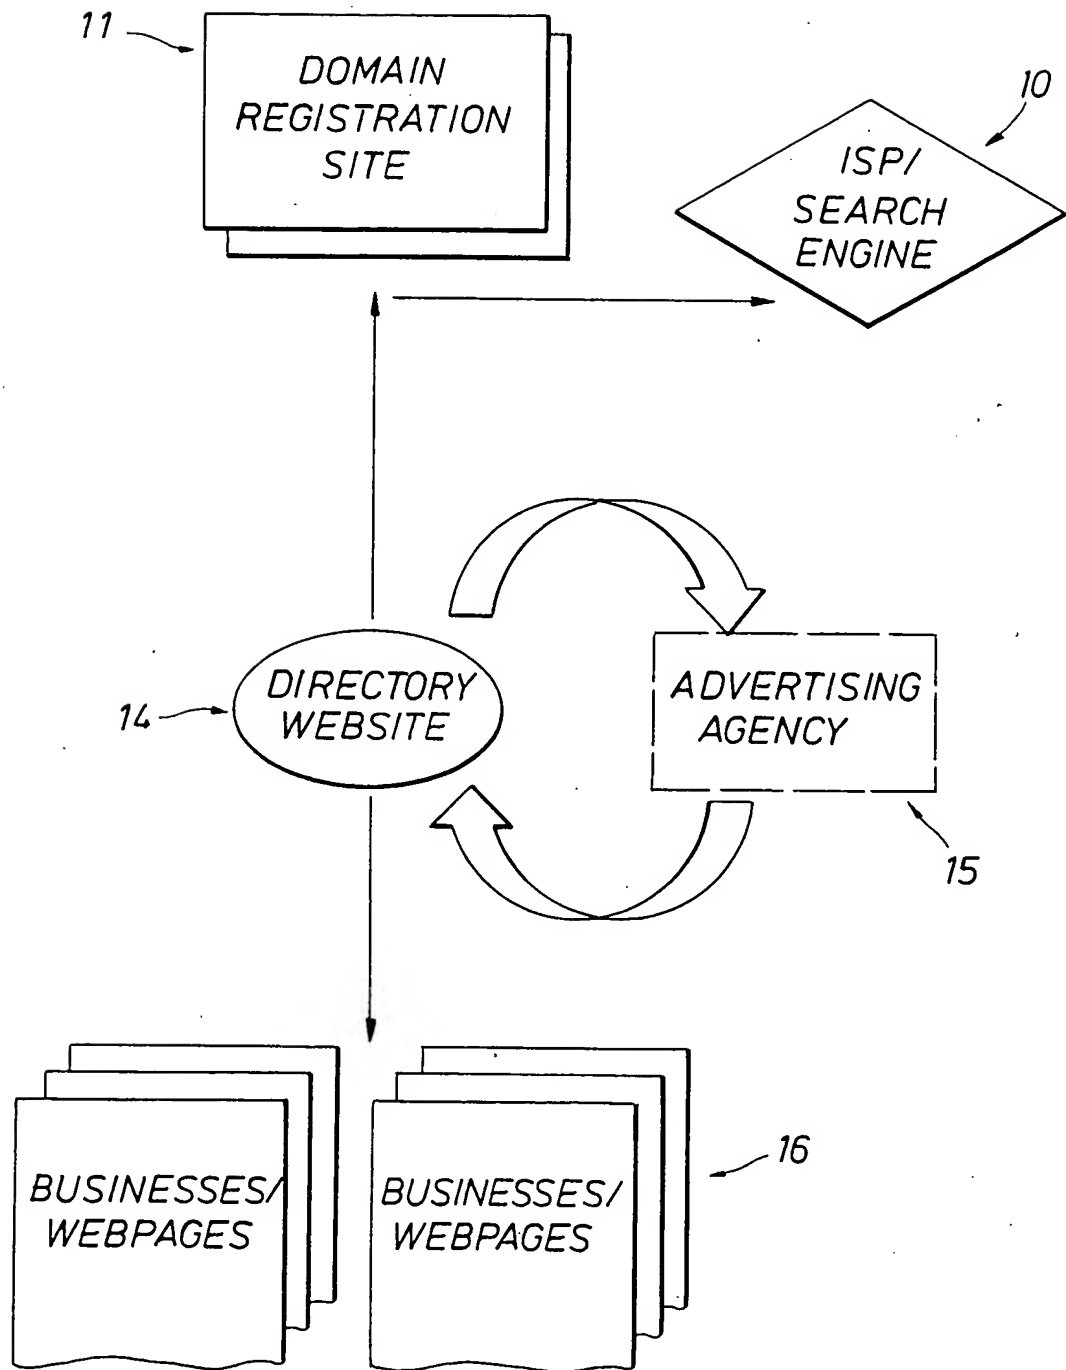 11
DOMAIN
REGISTRATION
SITE
10
ISP/
SEARCH
ENGINE
DIRECTORY
WEBSITE
14
ADVERTISING
AGENCY
15
BUSINESSES/
WEBPAGES
BUSINESSES/
WEBPAGES
16